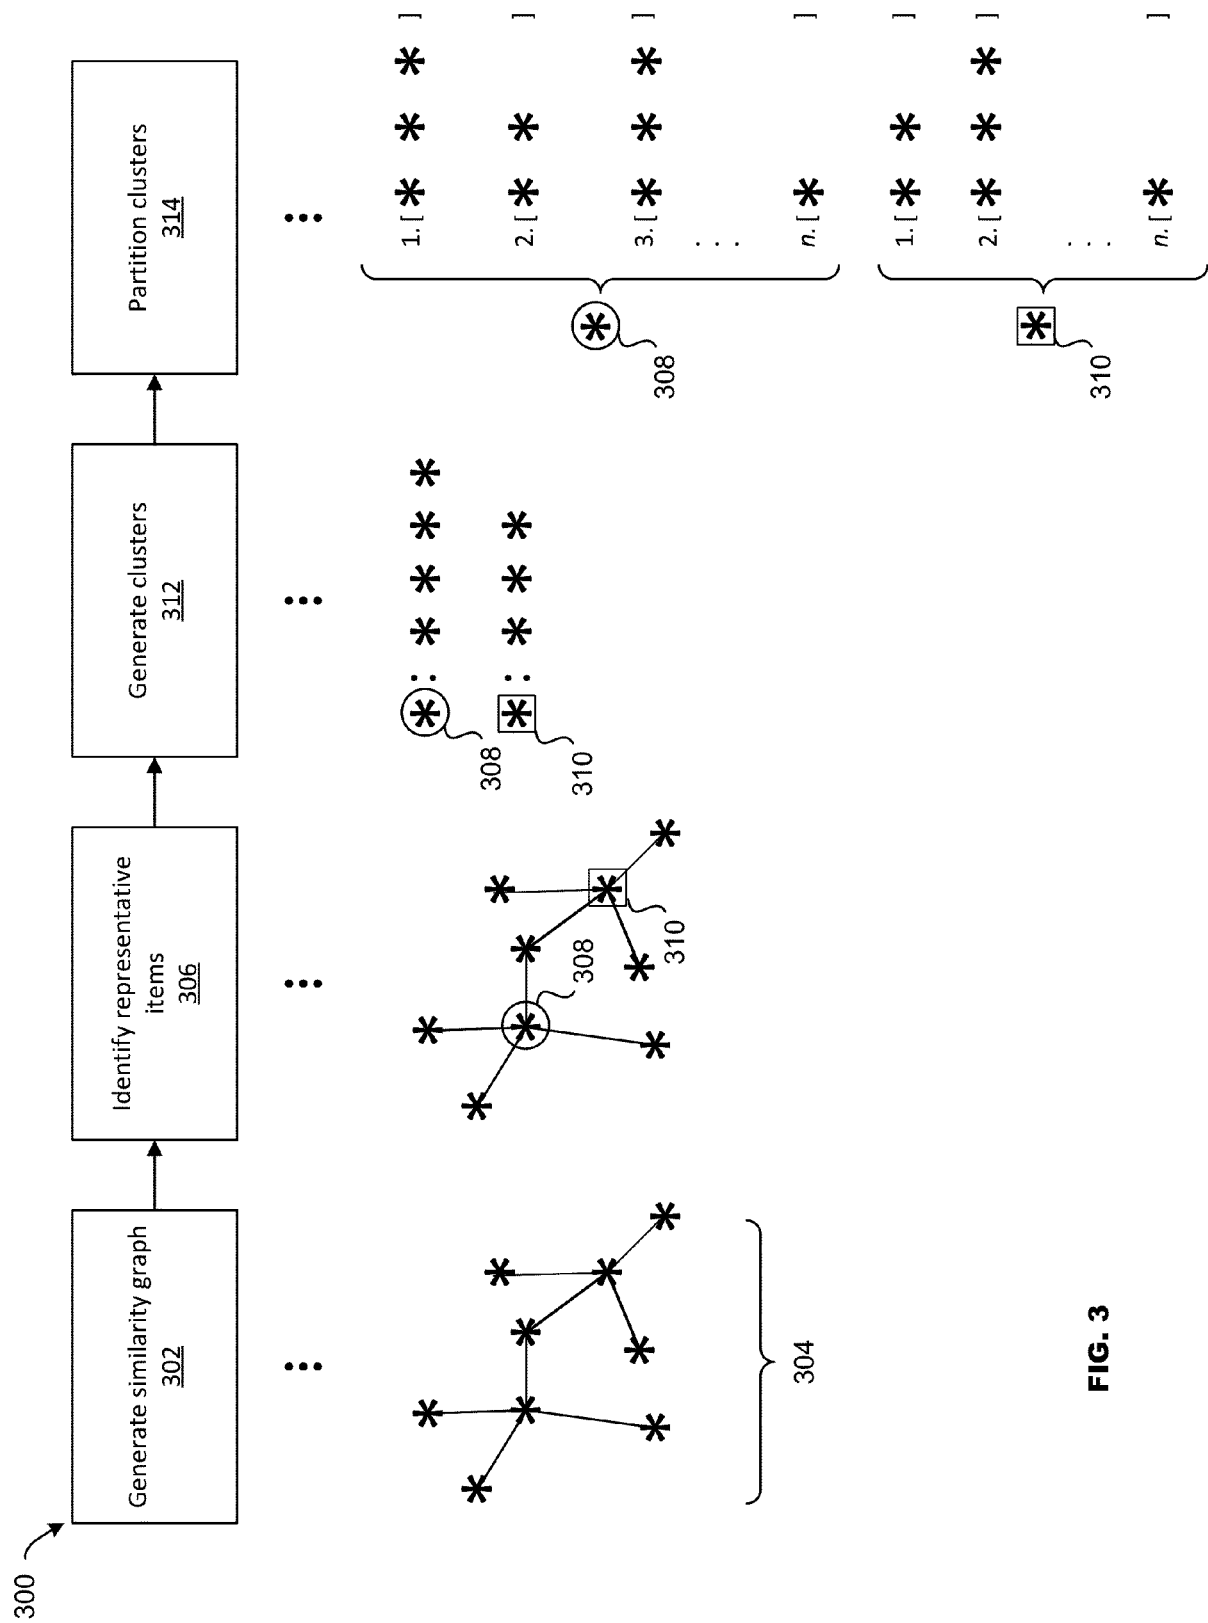 300
Generate similarity graph
302
Identify representative
items
306
Generate clusters
312
Partition clusters
314
...
...
...
...
304
308
310
308 * : * * * *
310 * : * * *
308 *
1. [ * * * ]
2. [ * * ]
3. [ * * * ]
. . .
n. [ * ]
310 *
1. [ * * ]
2. [ * * * ]
. . .
n. [ * ]
FIG. 3